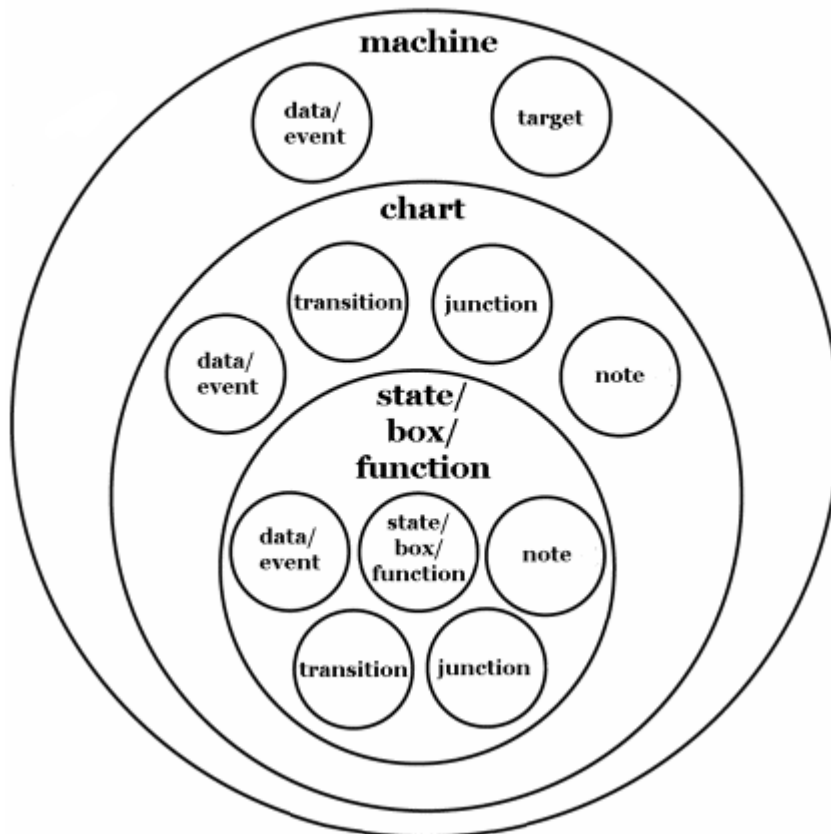 machine
data/
event
target
chart
transition
junction
data/
event
note
state/
box/
function
data/
event
state/
box/
function
note
transition
junction